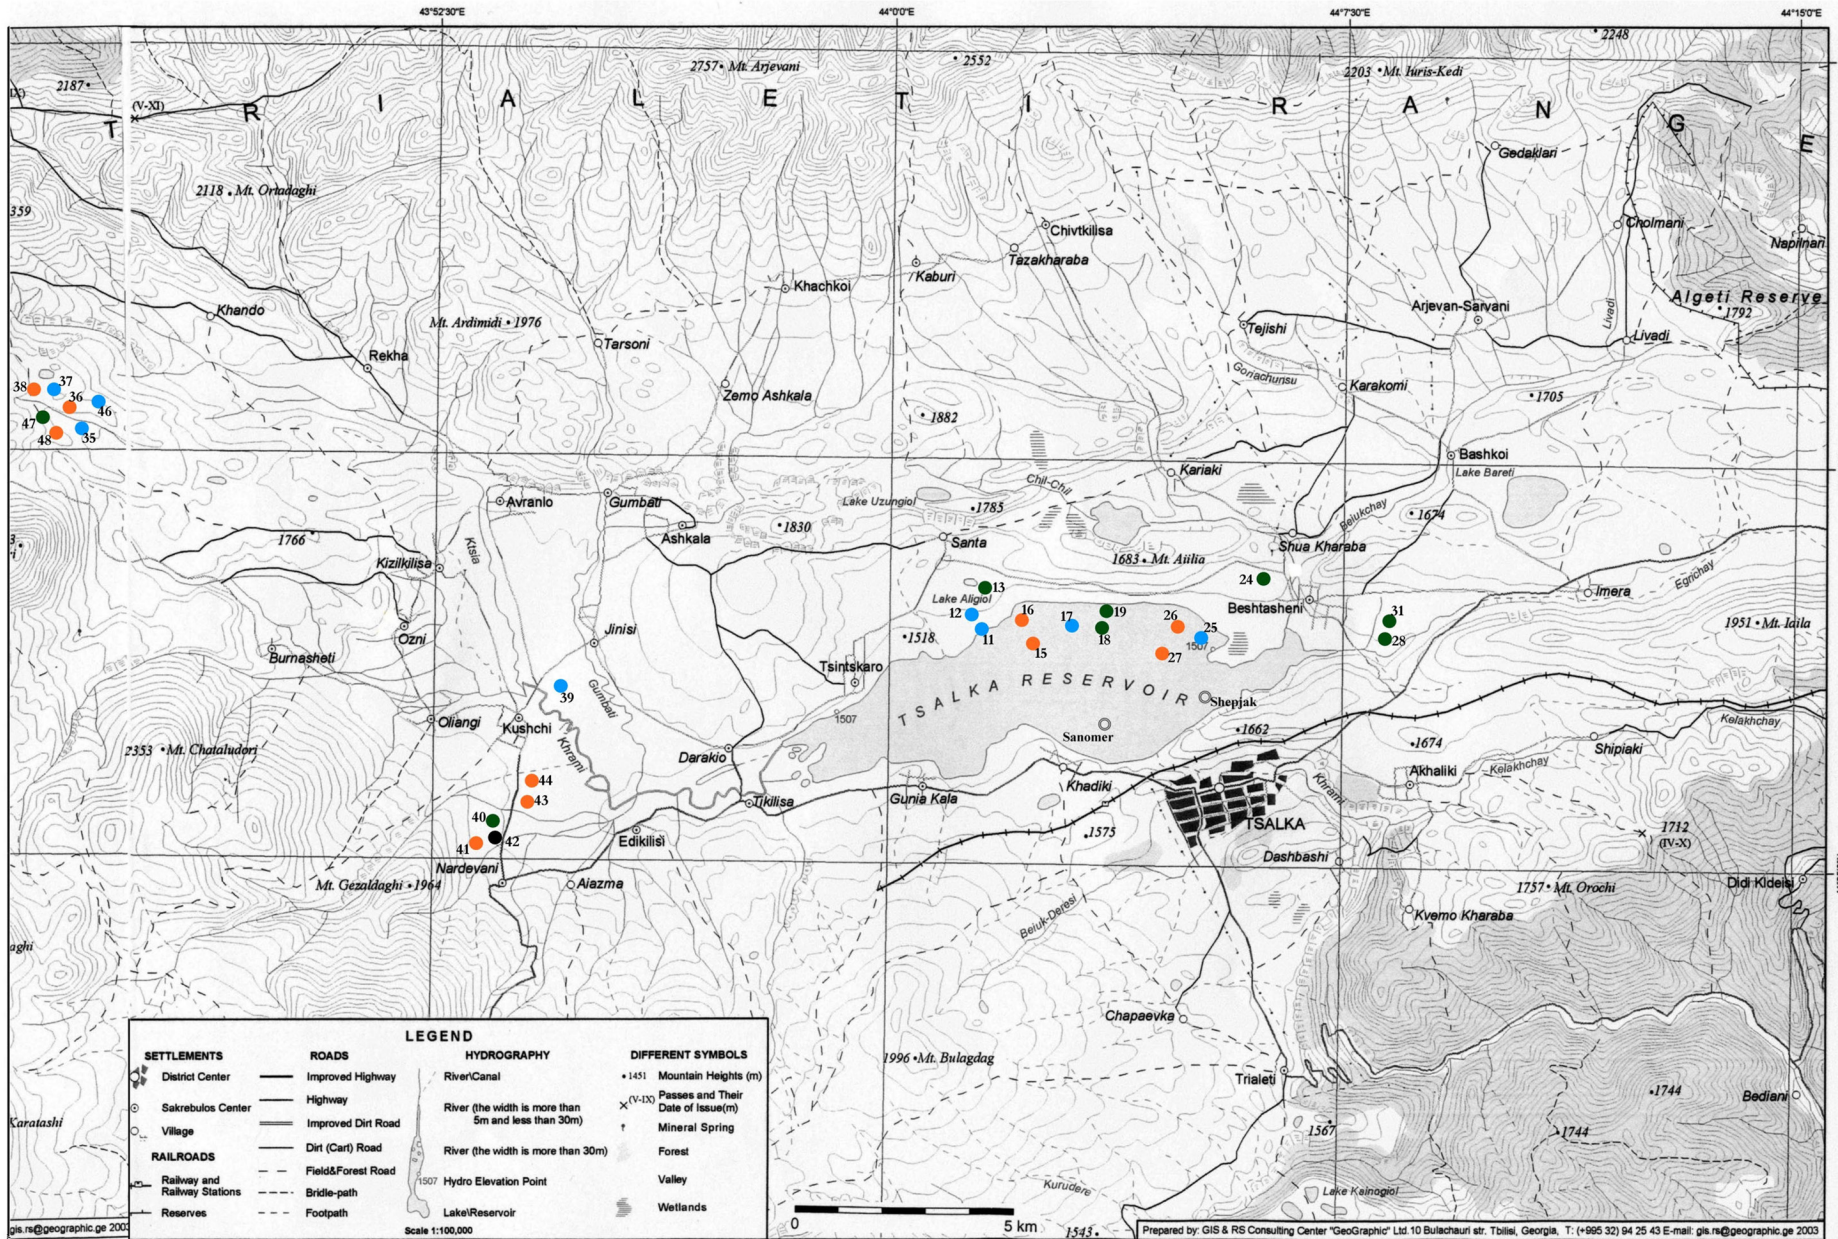 43°52'30"E
44°0'0"E
44°7'30"E
44°15'0"E
2248
2757 Mt. Arjevani
2552
2203 Mt. Iuris-Kedi
2187
IX)
(V-XI)
T R I A L E T I R A N G E
Gedaklari
2118 Mt. Ortadaghi
359
Chivtkilisa
Cholmani
Napilnari
Tazakharaba
Kaburi
Khachkoi
Algeti Reserve
1792
Khando
Mt. Ardimidi 1976
Arjevan-Sarvani
Livadi
Tejishi
Livadi
Tarsoni
Rekha
Goriachunsu
Karakomi
38
37
36
46
47
48
35
Zemo Ashkala
1705
1882
Bashkoi
Lake Bareti
Kariaki
Chil-Chil
Avranlo
Gumbati
Lake Uzungiol
1785
Belukchay
1674
1830
Ashkala
1766
Ktsia
Santa
Shua Kharaba
1683 Mt. Aiilia
Kizilkilisa
13
24
Lake Aligiol
Beshtasheni
Imera
Egrichay
12
11
16
15
17
19
18
26
25
27
1507
31
28
Ozni
Jinisi
1518
1951 Mt. Iaila
Burnasheti
Tsintskaro
39
Gumbati
TSALKA RESERVOIR
Shepjak
1507
Oliangi
Kushchi
Sanomer
1662
Kelakhchay
2353 Mt. Chataludori
Khrami
Darakio
1674
Shipiaki
44
43
Khadiki
Akhaliki
Kelakhchay
Gunia Kala
Tikilisa
Khrami
40
42
41
Edikilisi
TSALKA
1575
1712
(IV-X)
Dashbashi
Nardevani
Mt. Gezaldaghi 1964
Aiazma
1757 Mt. Orochi
Didi Kldeisi
Kvemo Kharaba
Beluk-Deresi
aghi
Chapaevka
1996 Mt. Bulagdag
Trialeti
1744
Bediani
Karatashi
1567
1744
Kurudere
Lake Kainogiol
1543
LEGEND
SETTLEMENTS
District Center
Sakrebulos Center
Village
RAILROADS
Railway and
Railway Stations
Reserves
ROADS
Improved Highway
Highway
Improved Dirt Road
Dirt (Cart) Road
Field&Forest Road
Bridle-path
Footpath
HYDROGRAPHY
River\Canal
River (the width is more than
5m and less than 30m)
River (the width is more than 30m)
1507 Hydro Elevation Point
Lake\Reservoir
Scale 1:100,000
DIFFERENT SYMBOLS
1451 Mountain Heights (m)
(V-IX) Passes and Their
Date of Issue(m)
Mineral Spring
Forest
Valley
Wetlands
0 5 km
gis.rs@geographic.ge 2003
Prepared by: GIS & RS Consulting Center "GeoGraphic" Ltd.10 Bulachauri str. Tbilisi, Georgia, T: (+995 32) 94 25 43 E-mail: gis.rs@geographic.ge 2003